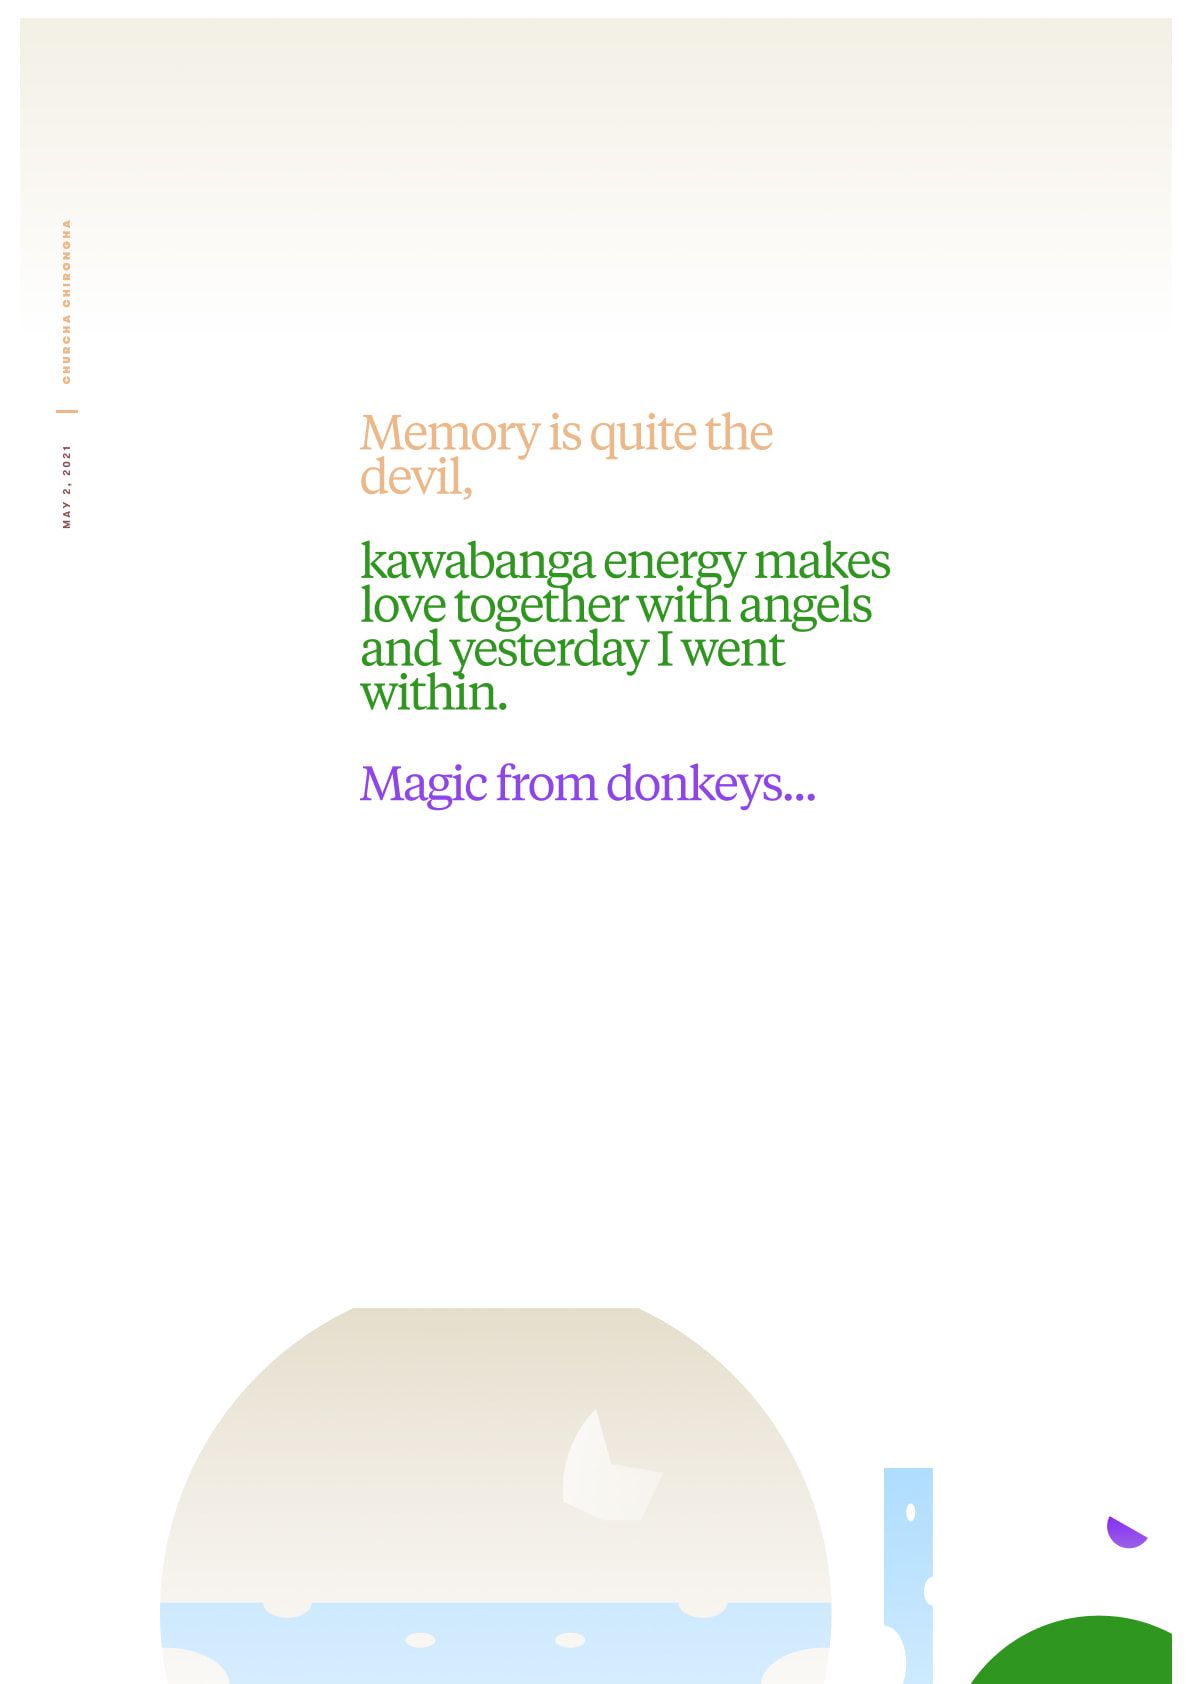 CHURCHA CHIRONGHA
MAY 2, 2021
Memory is quite the
devil,
kawabanga energy makes
love together with angels
and yesterday I went
within.
Magic from donkeys...